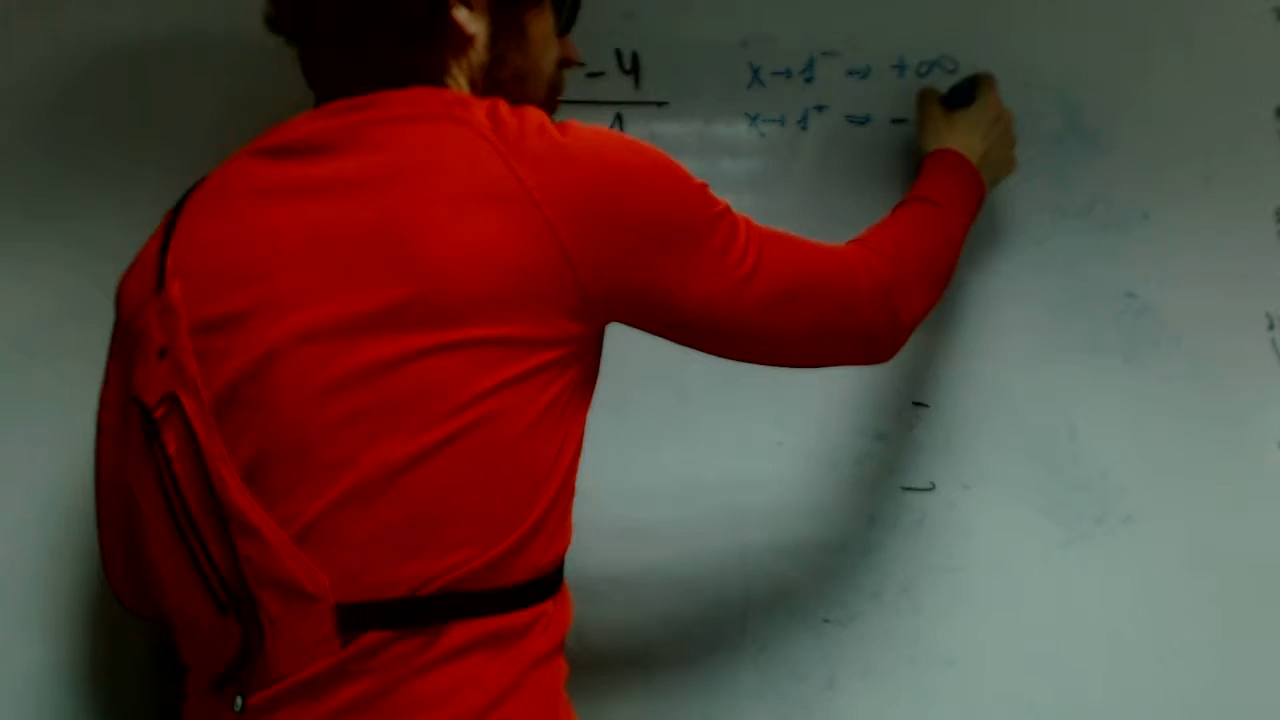 -4
x→1⁻ ⇒ +∞
x→1⁺ = -